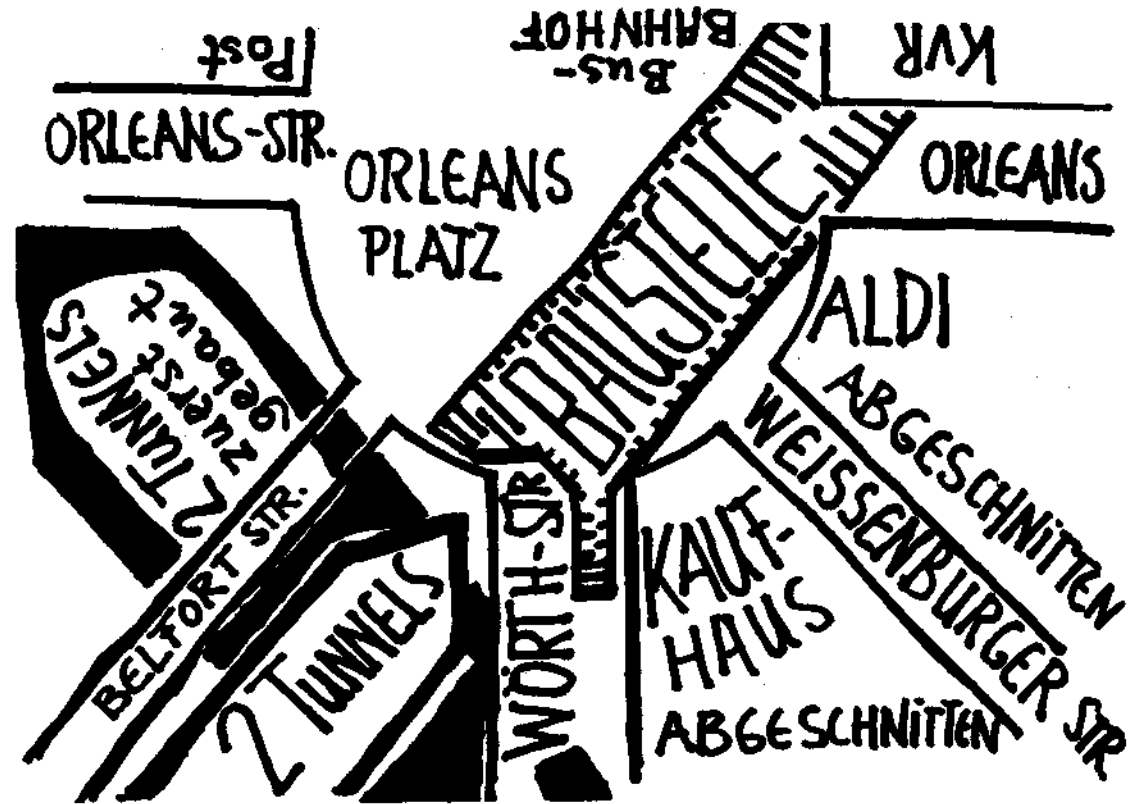 Post
BUS-
BAHNHOF
KVR
ORLEANS-STR.
ORLEANS
PLATZ
ORLEANS
BAUSTELLE
ALDI
2 TUNNELS
zuerst
gebaut
ABGESCHNiTTEN
WEISSENBURGER STR
BELFORT STR.
WÖRTH-STR
KAUF-
HAUS
2 TUNNELS
ABGESCHNiTTEN